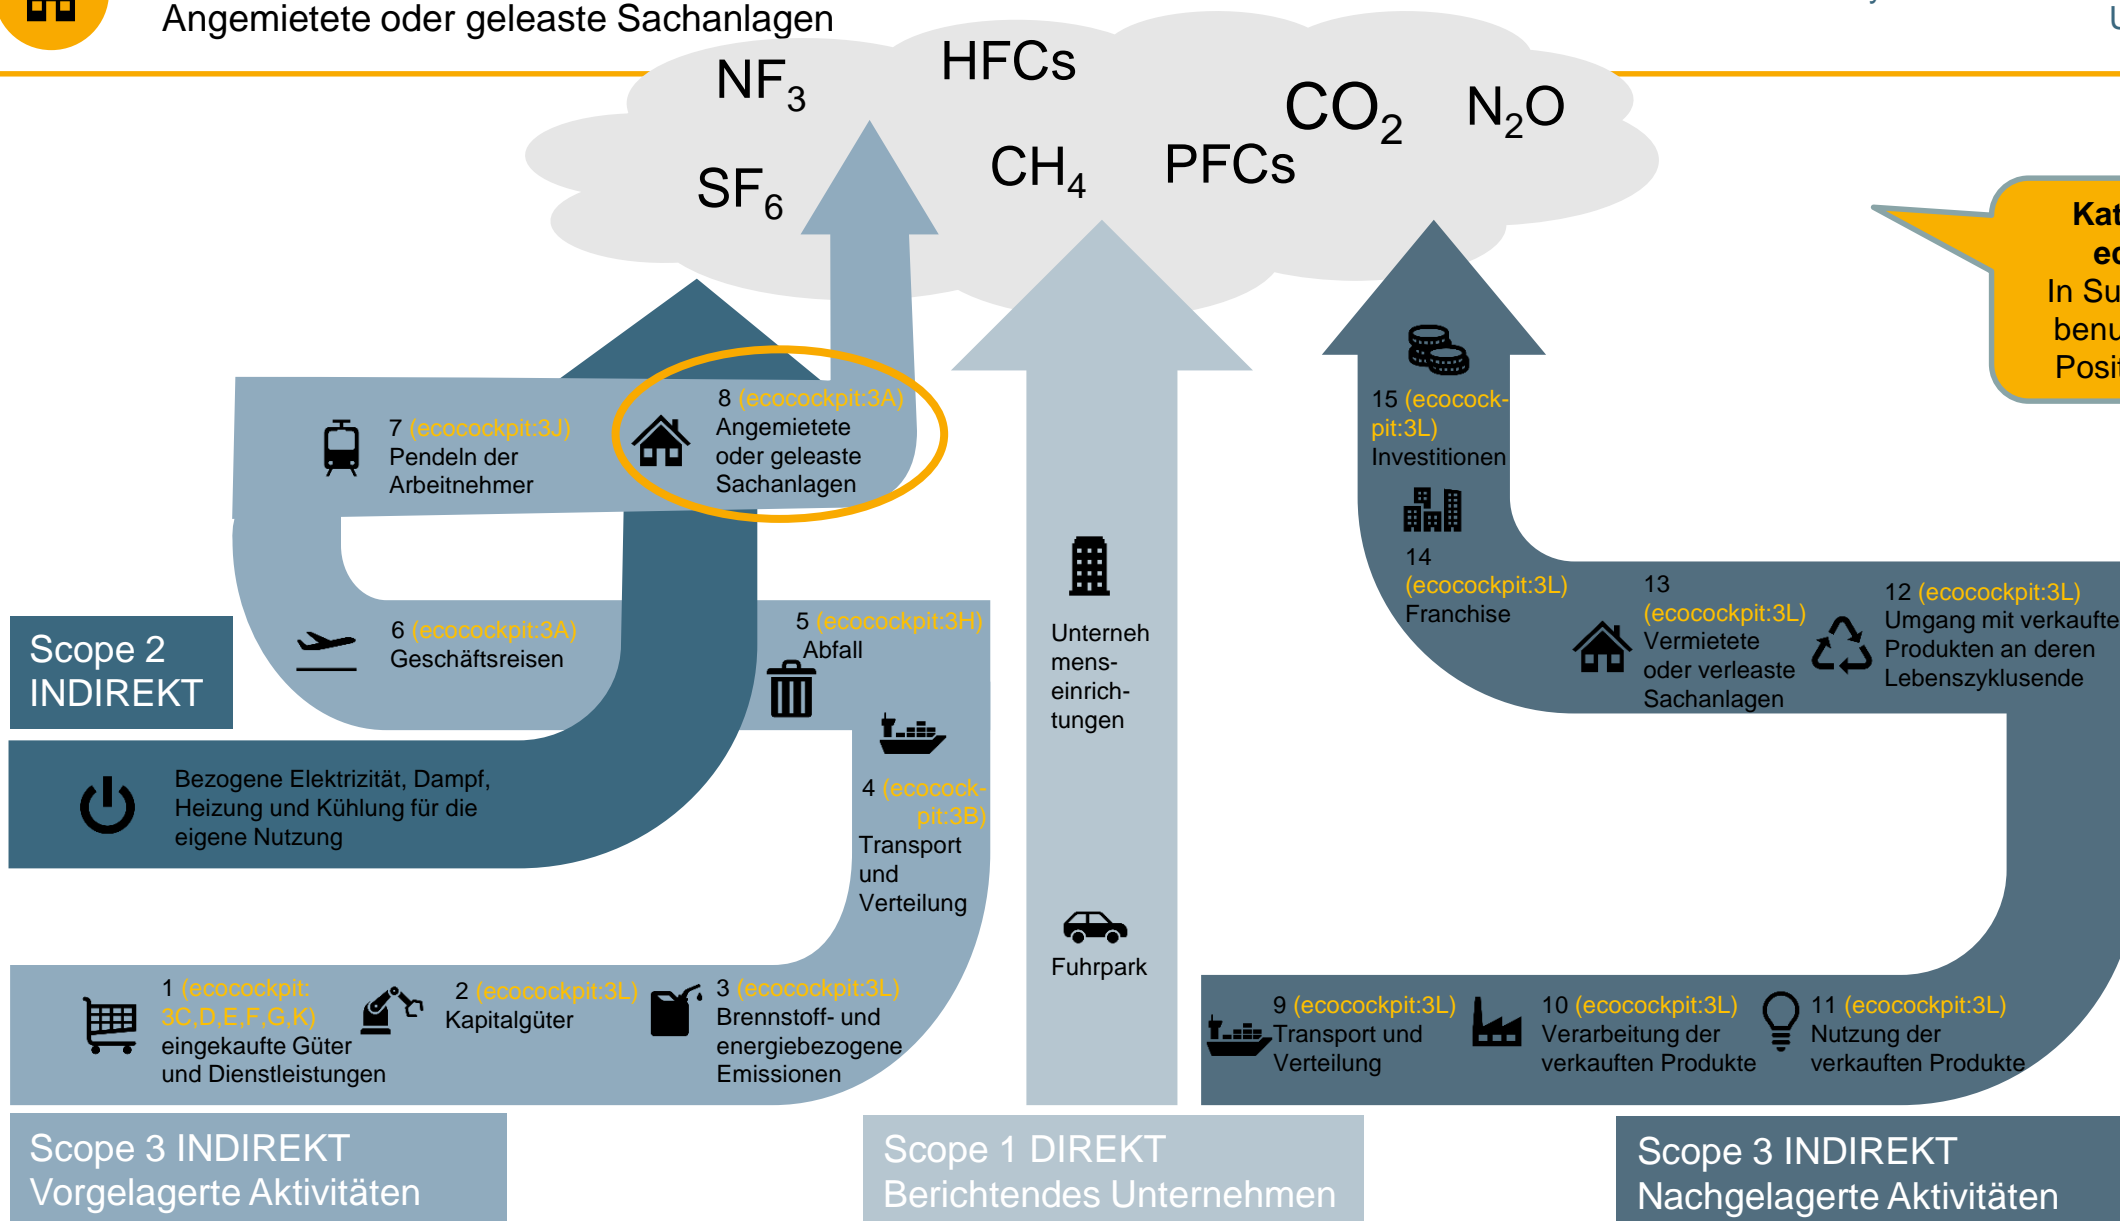 Angemietete oder geleaste Sachanlagen
NF3
HFCs
CO2
N2O
SF6
CH4
PFCs
In
8 (ecocockpit:3A)
Angemietete
oder geleaste
Sachanlagen
7 (ecocockpit:3J)
Pendeln der
Arbeitnehmer
6 (ecocockpit:3A)
Geschäftsreisen
5 (ecocockpit:3H)
Abfall
Scope 2
INDIREKT
Bezogene Elektrizität, Dampf,
Heizung und Kühlung für die
eigene Nutzung
4 (ecocock-
pit:3B)
Transport
und
Verteilung
1 (ecocockpit:
3C,D,E,F,G,K)
eingekaufte Güter
und Dienstleistungen
2 (ecocockpit:3L)
Kapitalgüter
3 (ecocockpit:3L)
Brennstoff- und
energiebezogene
Emissionen
Scope 3 INDIREKT
Vorgelagerte Aktivitäten
Unterneh
mens-
einrich-
tungen
Fuhrpark
Scope 1 DIREKT
Berichtendes Unternehmen
15 (ecocock-
pit:3L)
Investitionen
14
(ecocockpit:3L)
Franchise
13
(ecocockpit:3L)
Vermietete
oder verleaste
Sachanlagen
12 (ecocockpit:3L)
Umgang mit verkaufte
Produkten an deren
Lebenszyklusende
9 (ecocockpit:3L)
Transport und
Verteilung
10 (ecocockpit:3L)
Verarbeitung der
verkauften Produkte
11 (ecocockpit:3L)
Nutzung der
verkauften Produkte
Scope 3 INDIREKT
Nachgelagerte Aktivitäten